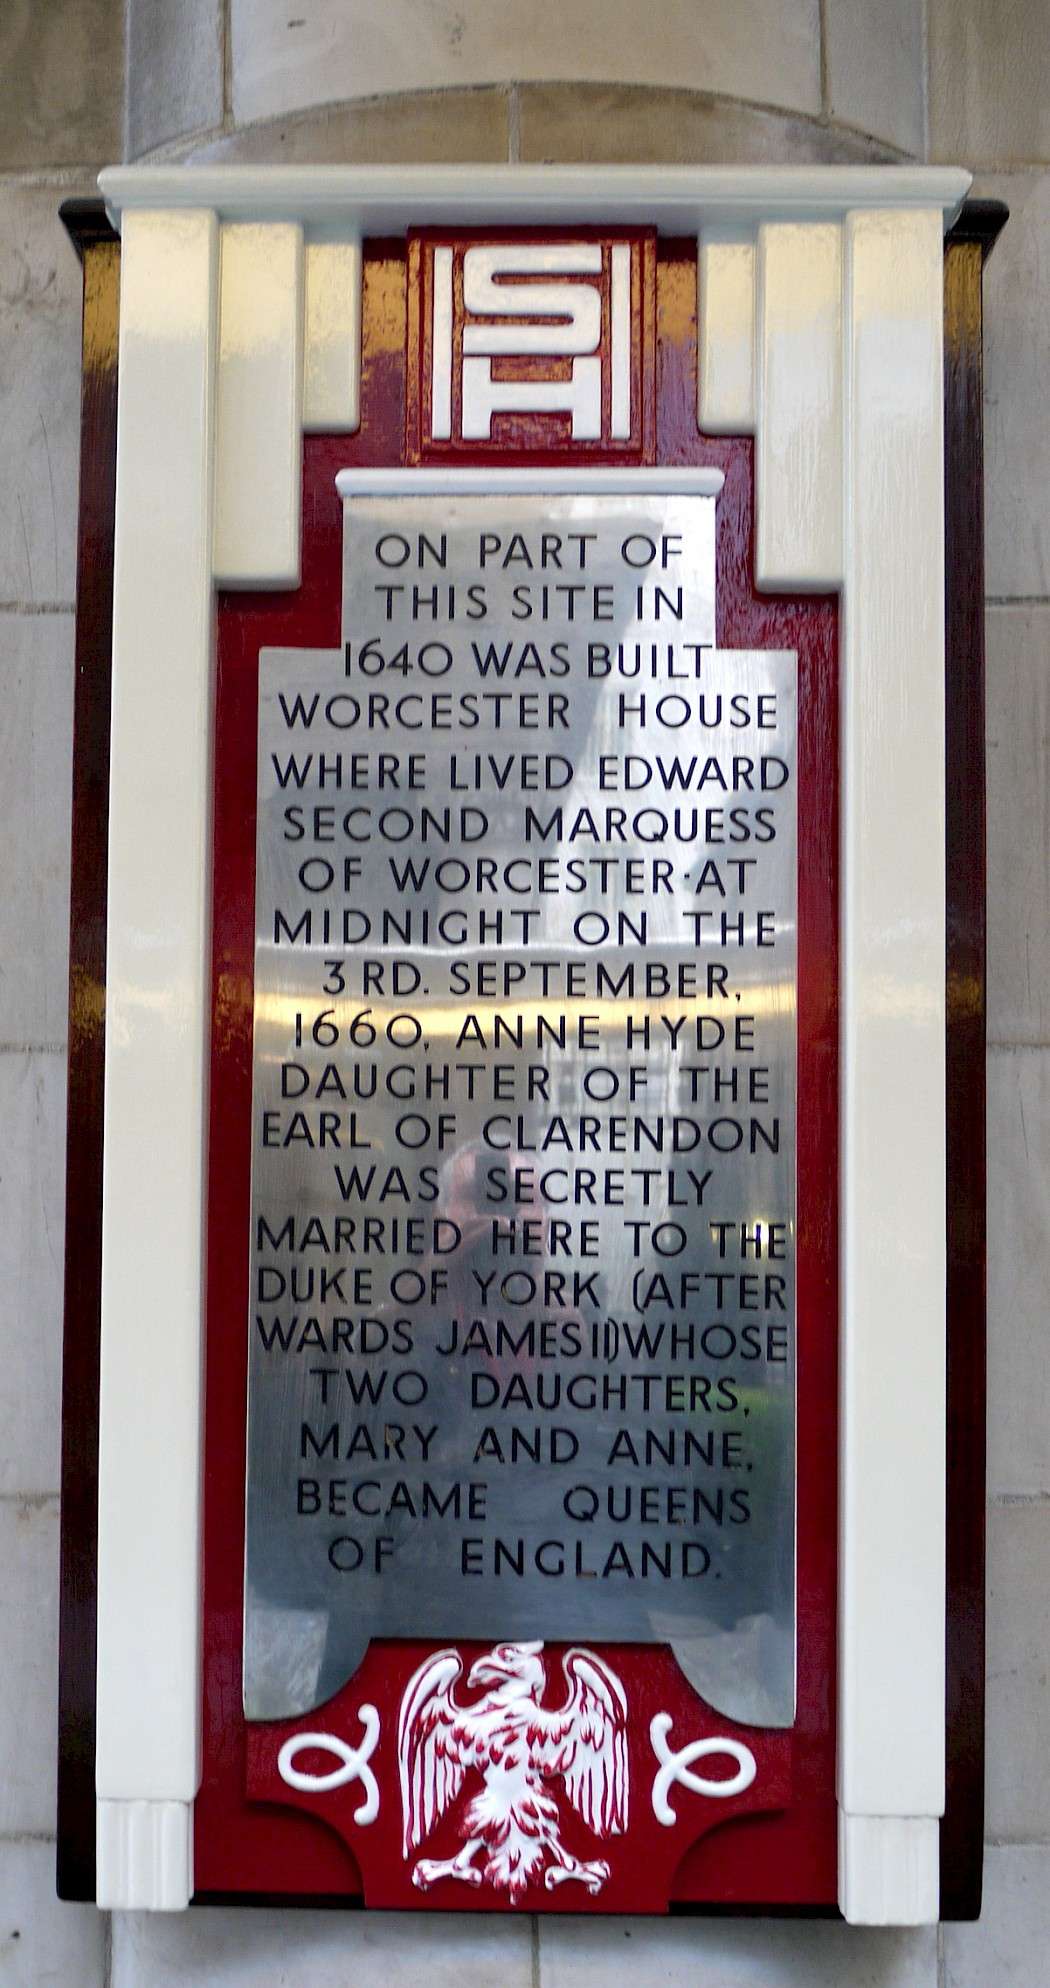 SH
ON PART OF
THIS SITE IN
1640 WAS BUILT
WORCESTER HOUSE
WHERE LIVED EDWARD
SECOND MARQUESS
OF WORCESTER·AT
MIDNIGHT ON THE
3RD. SEPTEMBER,
1660, ANNE HYDE
DAUGHTER OF THE
EARL OF CLARENDON
WAS SECRETLY
MARRIED HERE TO THE
DUKE OF YORK (AFTER
WARDS JAMES II) WHOSE
TWO DAUGHTERS,
MARY AND ANNE,
BECAME QUEENS
OF ENGLAND.